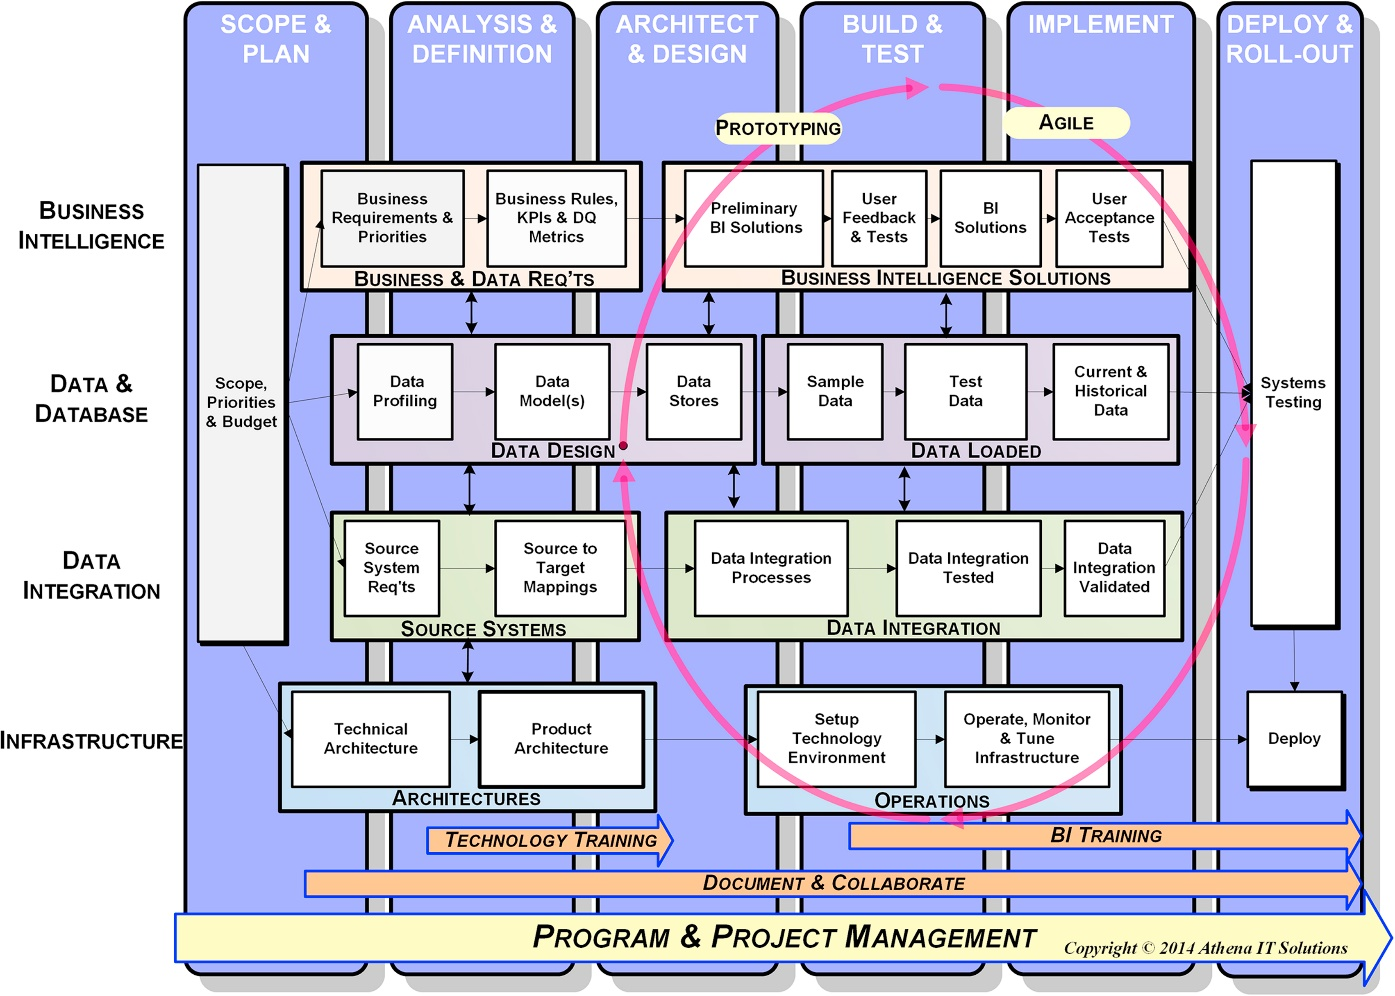 SCOPE &
PLAN
ANALYSIS &
DEFINITION
ARCHITECT
& DESIGN
BUILD &
TEST
IMPLEMENT
DEPLOY &
ROLL-OUT
PROTOTYPING
AGILE
BUSINESS
INTELLIGENCE
Business
Requirements &
Priorities
Business Rules,
KPIs & DQ
Metrics
BUSINESS & DATA REQ'TS
Preliminary
BI Solutions
User
Feedback
& Tests
BI
Solutions
User
Acceptance
Tests
BUSINESS INTELLIGENCE SOLUTIONS
DATA &
DATABASE
Scope,
Priorities
& Budget
Data
Profiling
Data
Model(s)
Data
Stores
DATA DESIGN
Sample
Data
Test
Data
Current &
Historical
Data
DATA LOADED
Systems
Testing
DATA
INTEGRATION
Source
System
Req'ts
Source to
Target
Mappings
SOURCE SYSTEMS
Data Integration
Processes
Data Integration
Tested
Data
Integration
Validated
DATA INTEGRATION
INFRASTRUCTURE
Technical
Architecture
Product
Architecture
ARCHITECTURES
Setup
Technology
Environment
Operate, Monitor
& Tune
Infrastructure
OPERATIONS
Deploy
TECHNOLOGY TRAINING
BI TRAINING
DOCUMENT & COLLABORATE
PROGRAM & PROJECT MANAGEMENT
Copyright © 2014 Athena IT Solutions